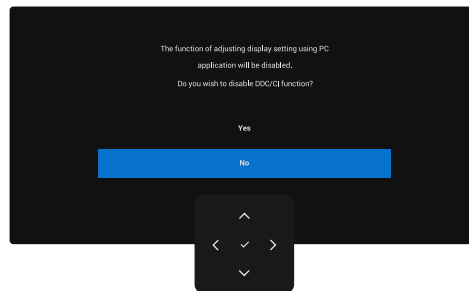 The function of adjusting display setting using PC
application will be disabled.
Do you wish to disable DDC/CI function?
Yes
No